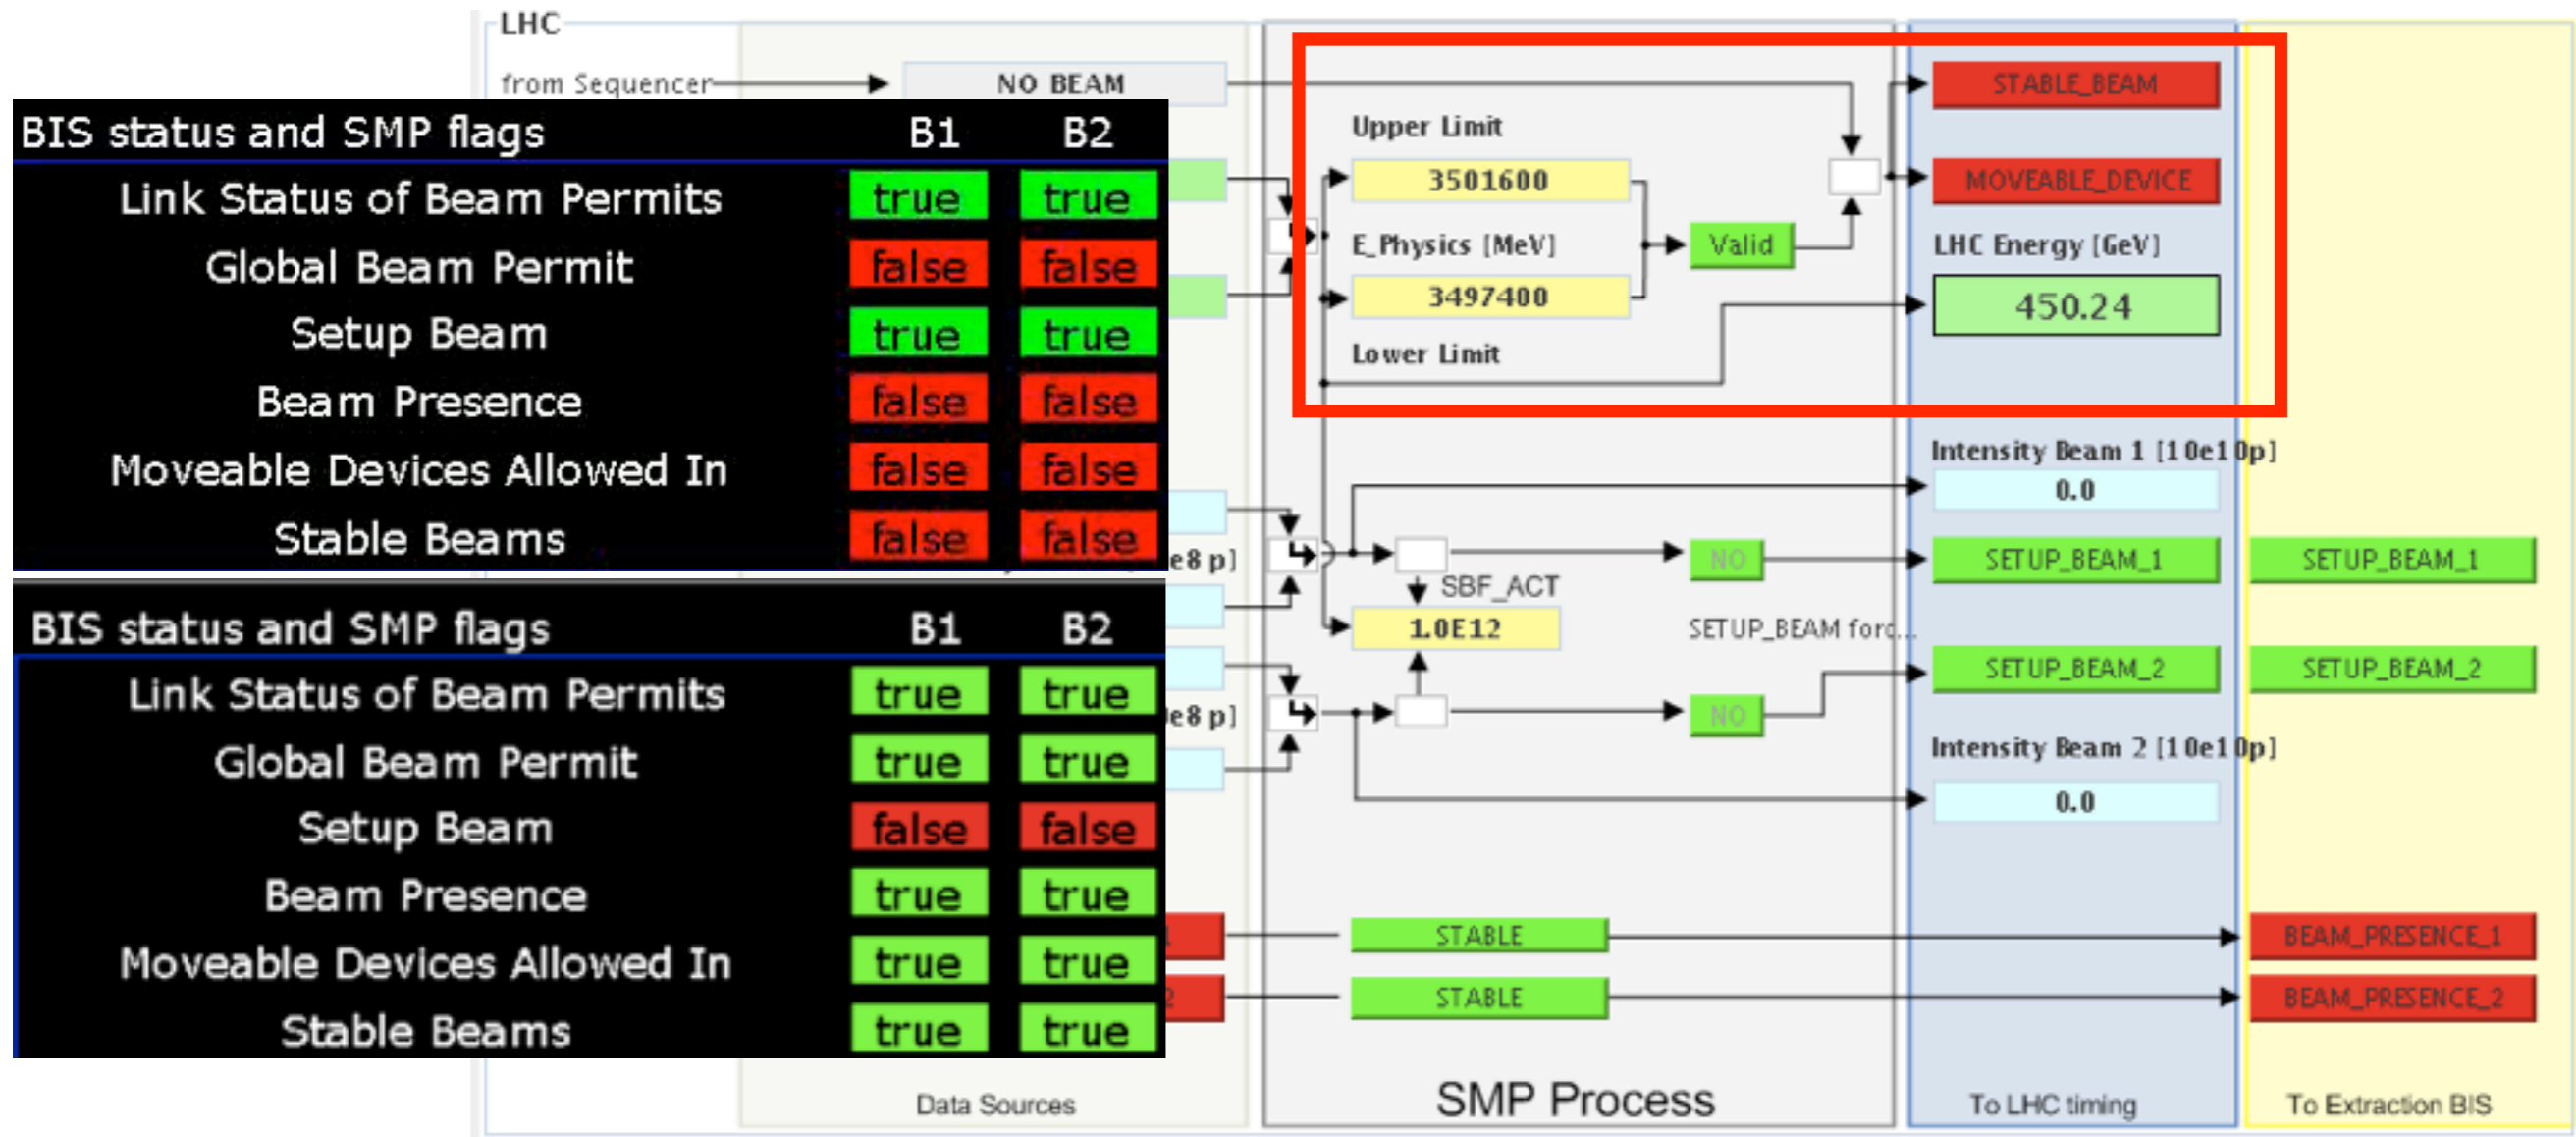 LHC
from Sequencer
NO BEAM
STABLE_BEAM
Upper Limit
3501600
MOVEABLE_DEVICE
E_Physics [MeV]
Valid
LHC Energy [GeV]
3497400
450.24
Lower Limit
BIS status and SMP flags B1 B2
Link Status of Beam Permits true true
Global Beam Permit false false
Setup Beam true true
Beam Presence false false
Moveable Devices Allowed In false false
Stable Beams false false
BIS status and SMP flags B1 B2
Link Status of Beam Permits true true
Global Beam Permit true true
Setup Beam false false
Beam Presence true true
Moveable Devices Allowed In true true
Stable Beams true true
Intensity Beam 1 [10e10p]
0.0
e8 p]
NO
SETUP_BEAM_1
SETUP_BEAM_1
SBF_ACT
1.0E12
SETUP_BEAM forc...
SETUP_BEAM_2
SETUP_BEAM_2
e8 p]
NO
Intensity Beam 2 [10e10p]
0.0
1
STABLE
BEAM_PRESENCE_1
2
STABLE
BEAM_PRESENCE_2
Data Sources
SMP Process
To LHC timing
To Extraction BIS